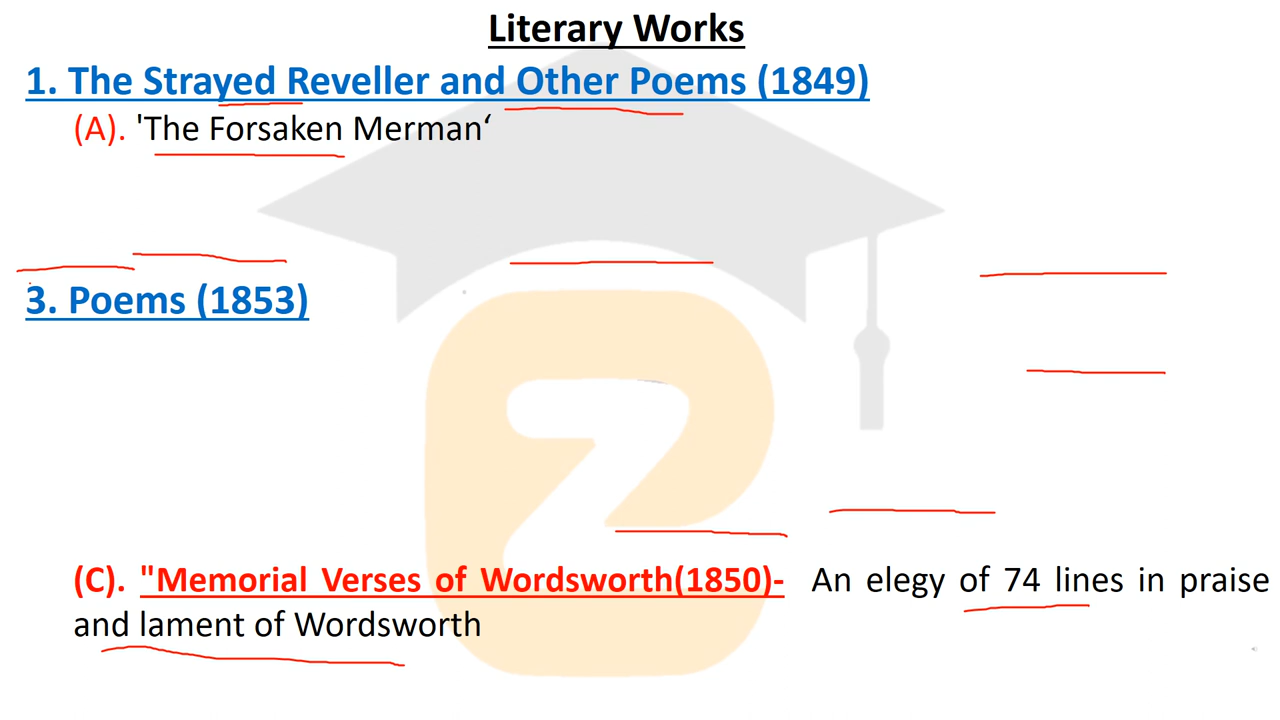 Literary Works
1. The Strayed Reveller and Other Poems (1849)
(A). 'The Forsaken Merman‘
3. Poems (1853)
(C). "Memorial Verses of Wordsworth(1850)- An elegy of 74 lines in praise
and lament of Wordsworth